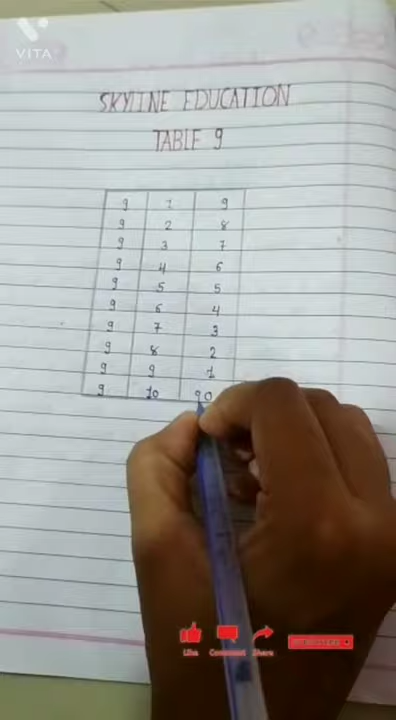 VITA
SKYLINE EDUCATION
TABLE 9
9 1 9
9 2 8
9 3 7
9 4 6
9 5 5
9 6 4
9 7 3
9 8 2
9 9 1
9 10 90
Like Comment Share